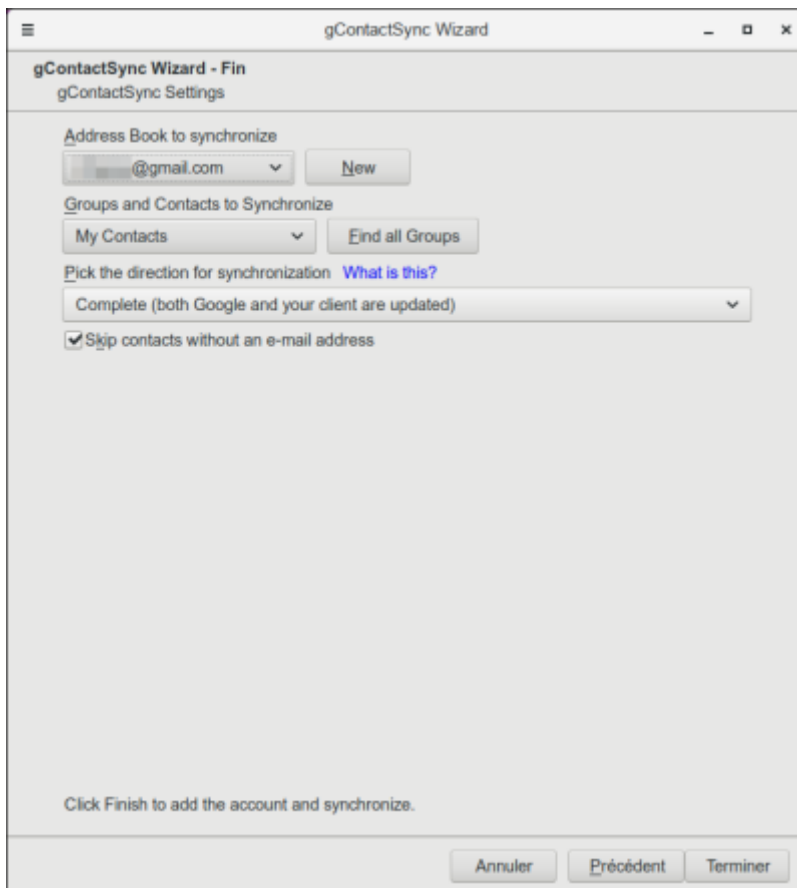 gContactSync Wizard
gContactSync Wizard - Fin
gContactSync Settings
Address Book to synchronize
@gmail.com New
Groups and Contacts to Synchronize
My Contacts Find all Groups
Pick the direction for synchronization What is this?
Complete (both Google and your client are updated)
Skip contacts without an e-mail address
Click Finish to add the account and synchronize.
Annuler Précédent Terminer